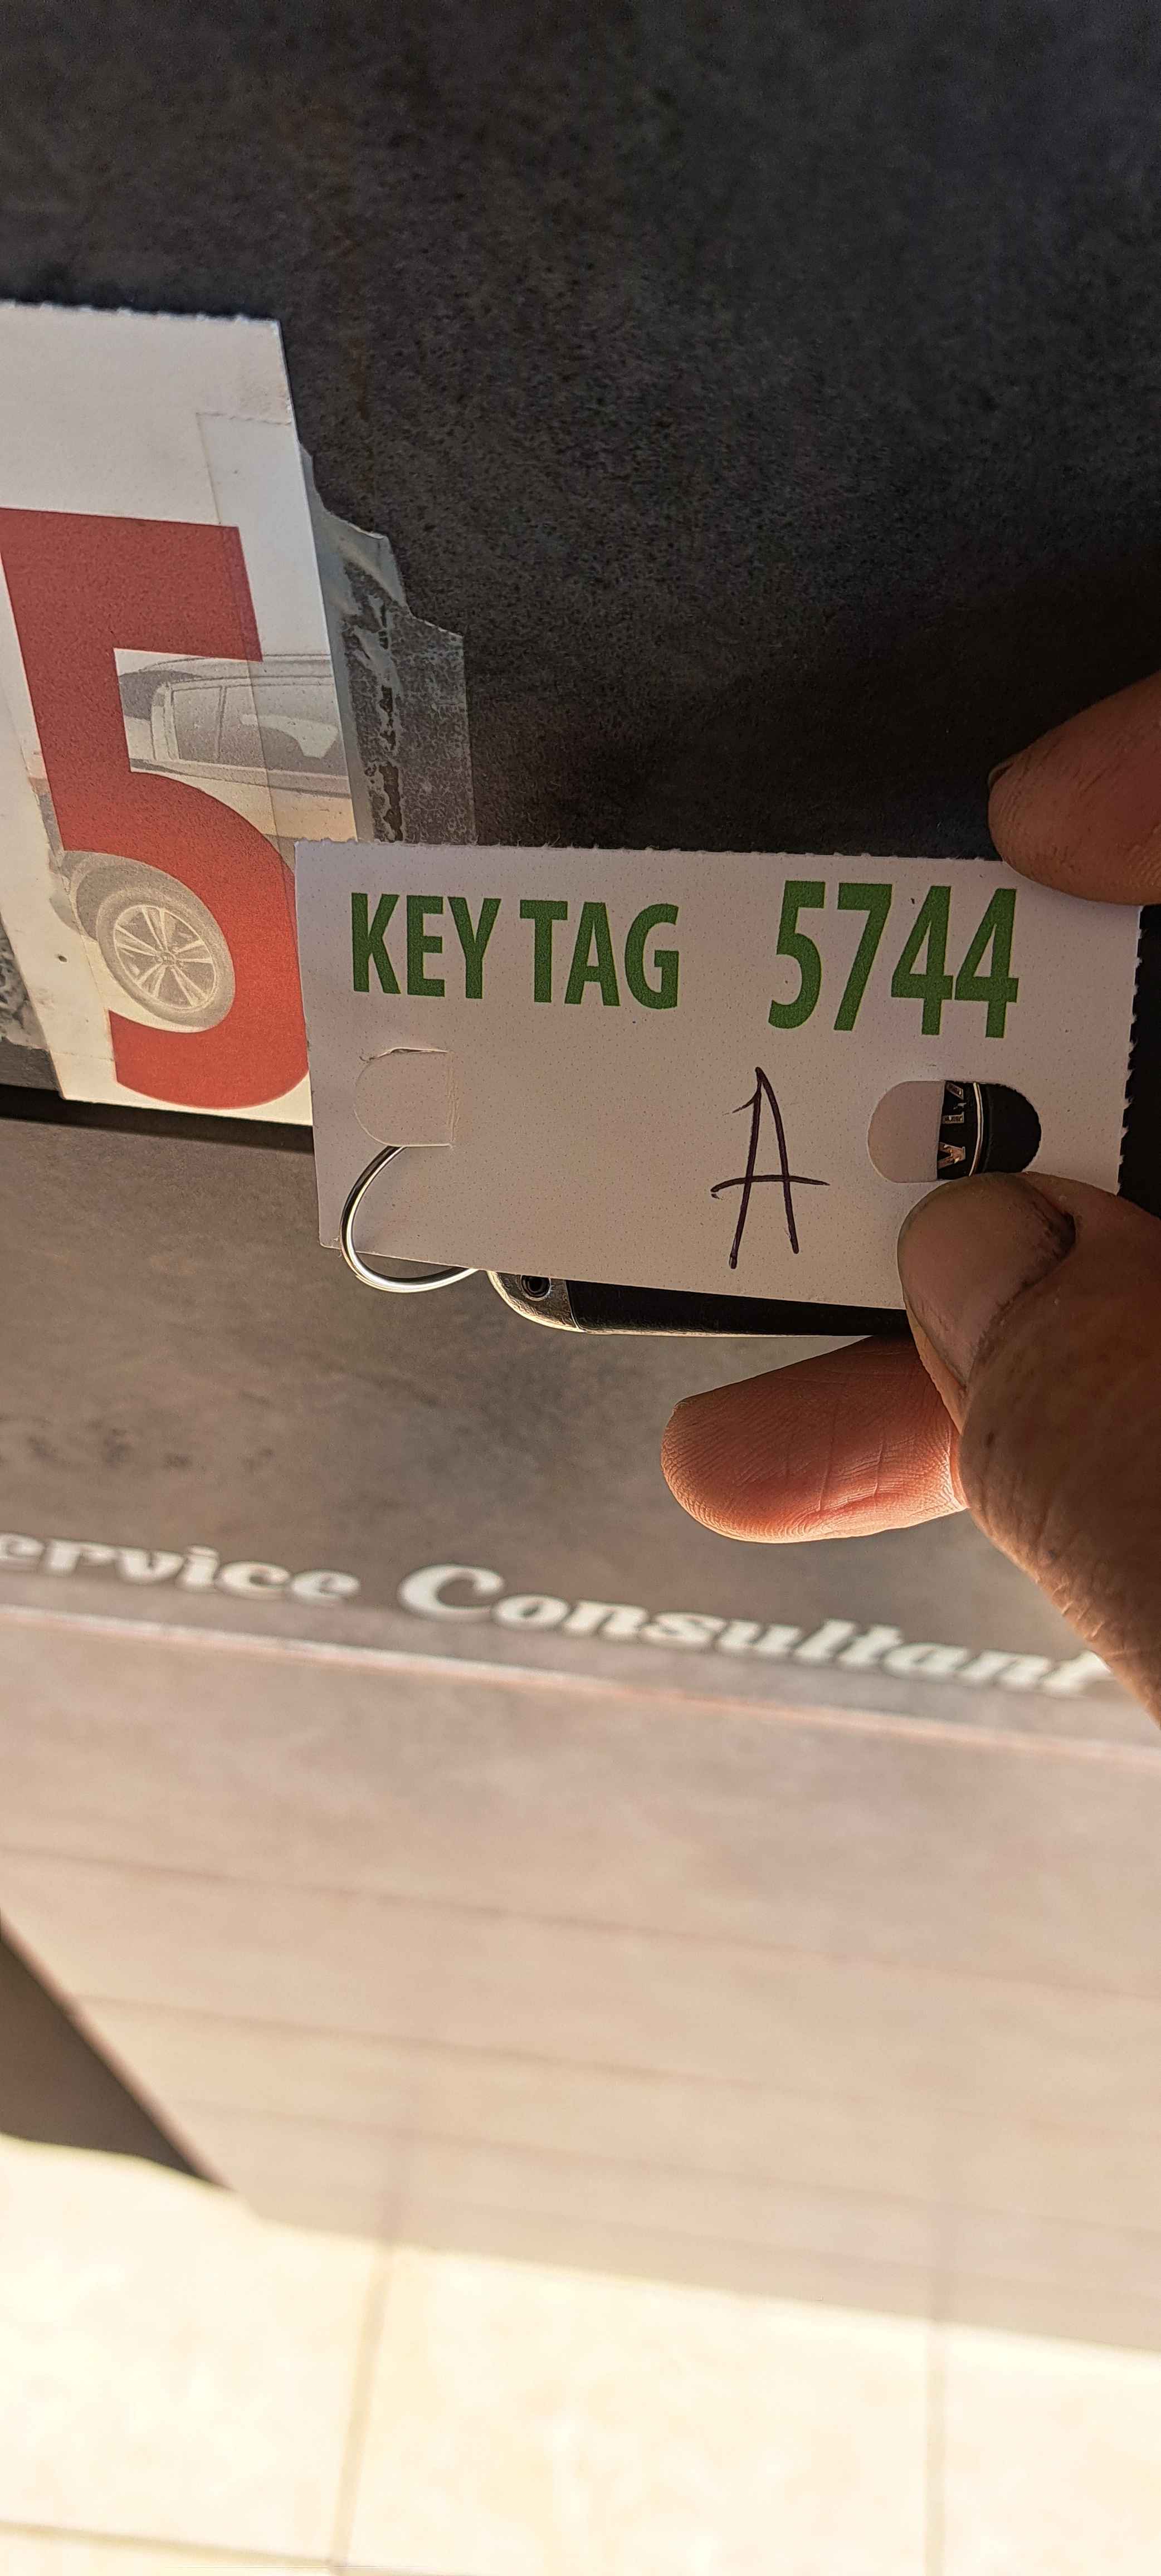 5
KEY TAG 5744
A
ervice Consultant